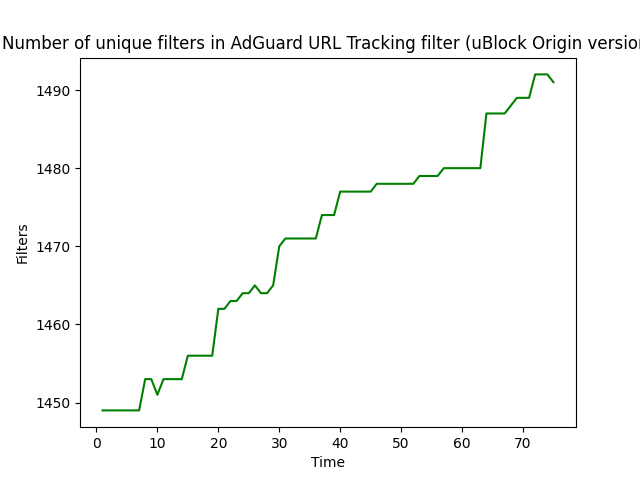 Number of unique filters in AdGuard URL Tracking filter (uBlock Origin version
1490
1480
1470
1460
1450
Filters
0 10 20 30 40 50 60 70
Time